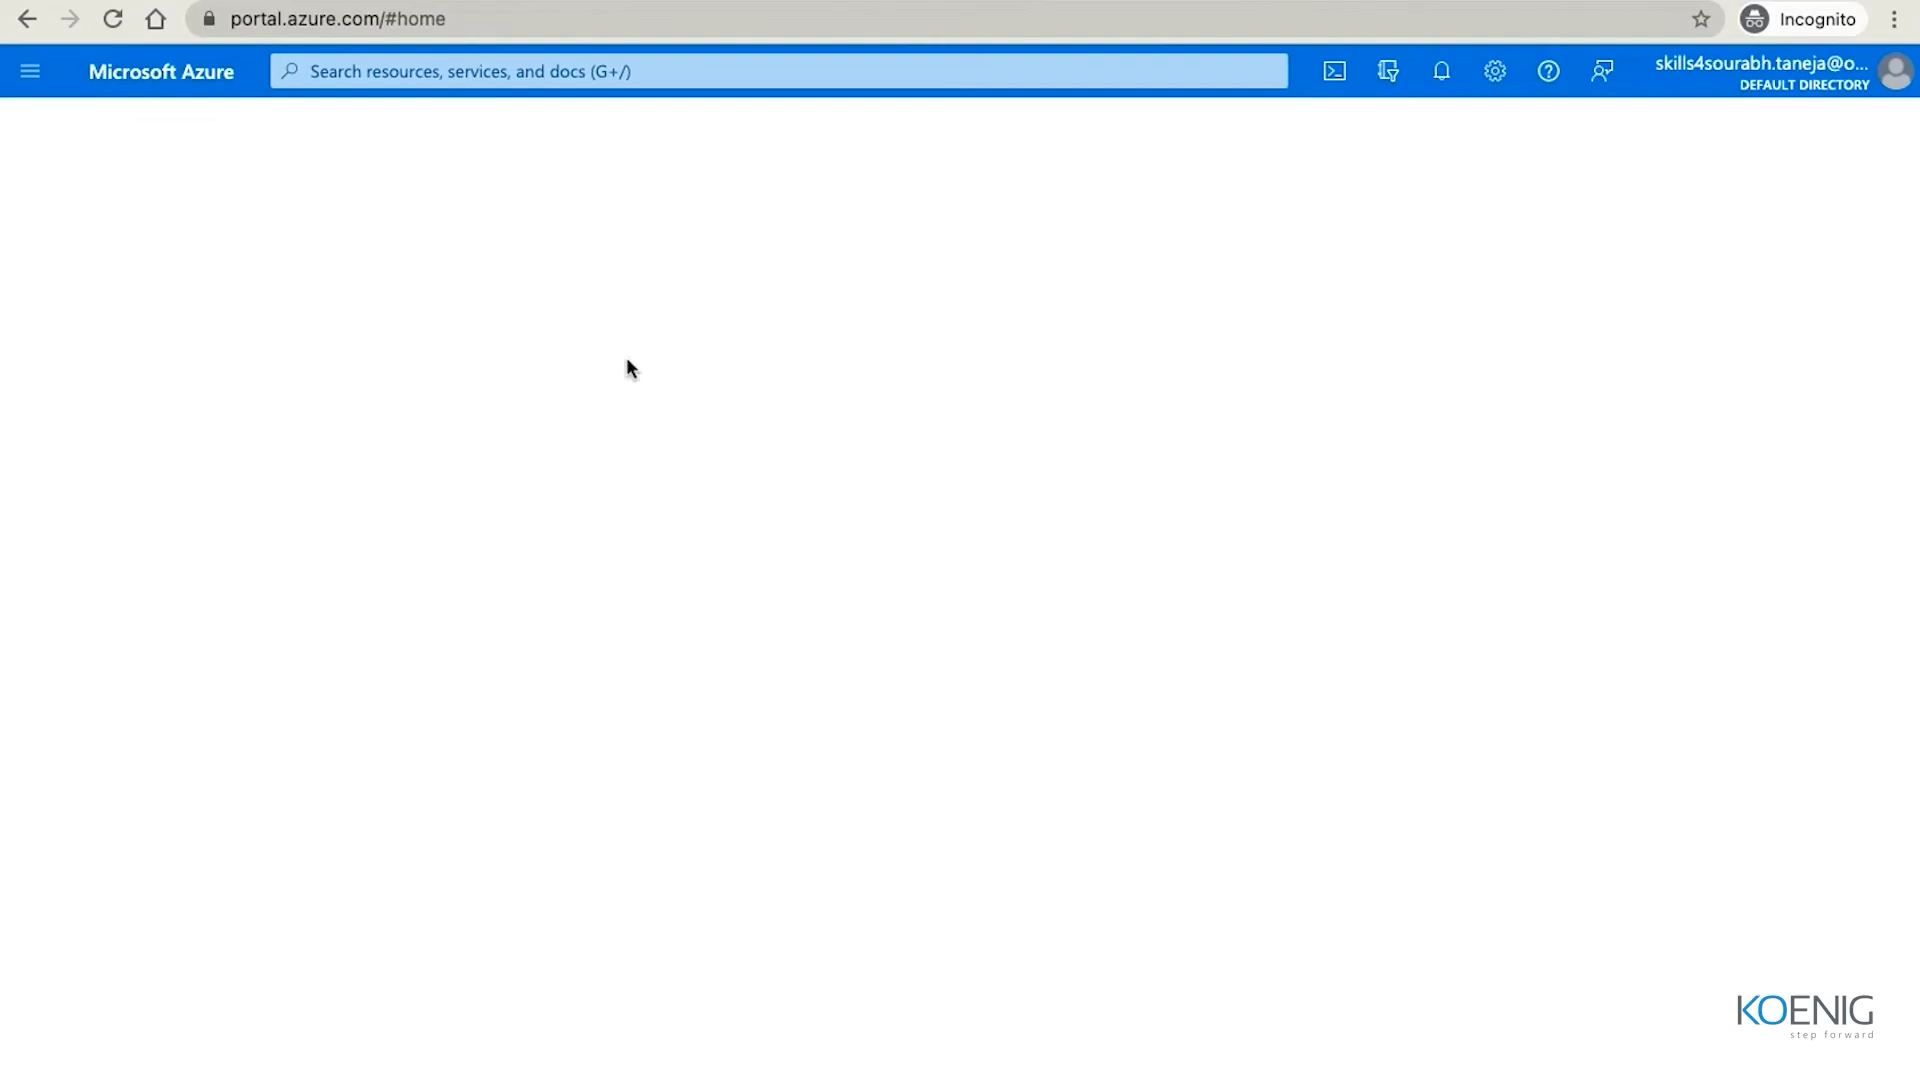 portal.azure.com/#home
Incognito
Microsoft Azure
Search resources, services, and docs (G+/)
skills4sourabh.taneja@o...
DEFAULT DIRECTORY
KOENIG
step forward